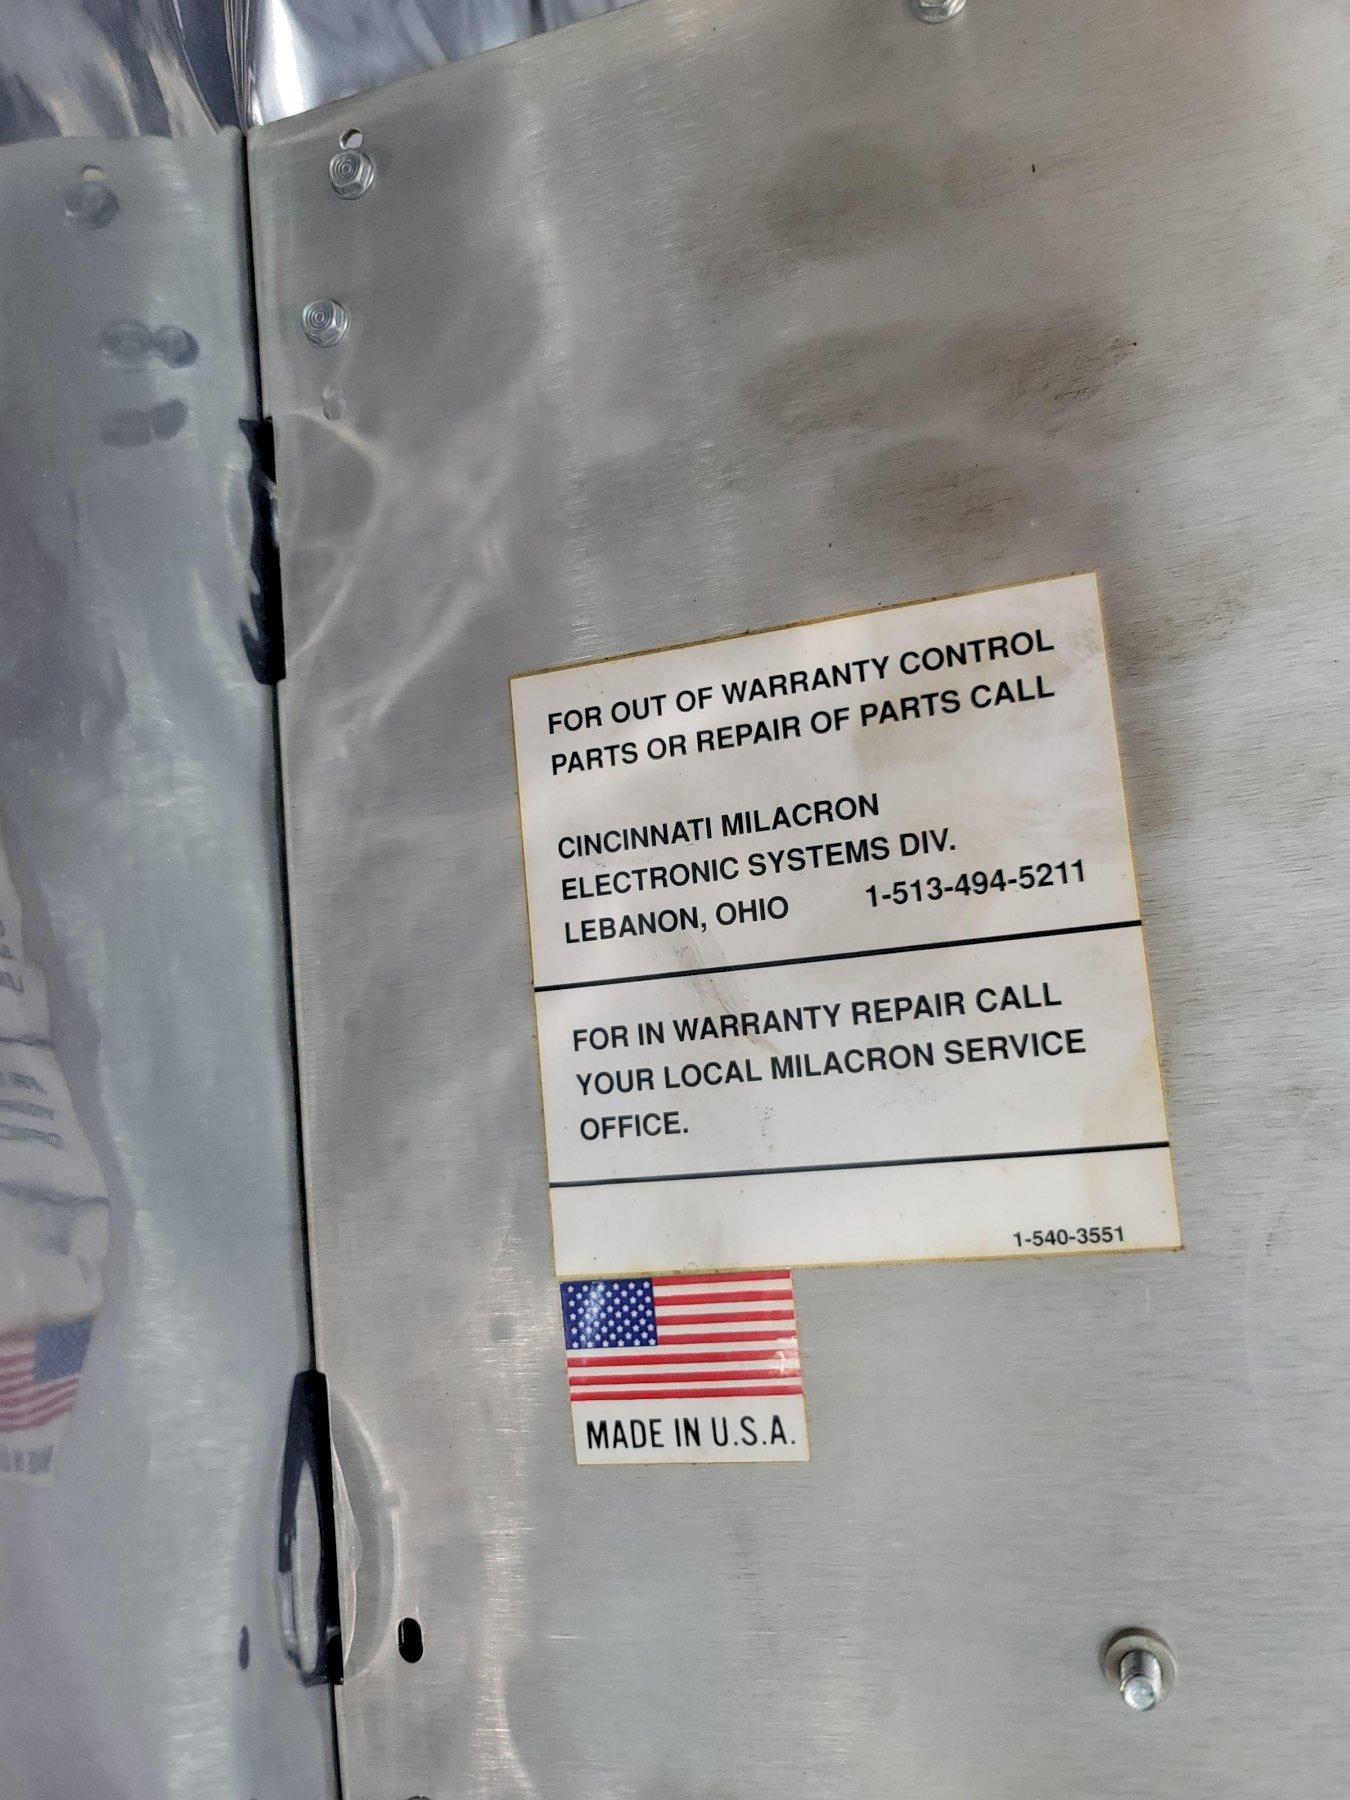 FOR OUT OF WARRANTY CONTROL
PARTS OR REPAIR OF PARTS CALL
CINCINNATI MILACRON
ELECTRONIC SYSTEMS DIV.
LEBANON, OHIO 1-513-494-5211
FOR IN WARRANTY REPAIR CALL
YOUR LOCAL MILACRON SERVICE
OFFICE.
1-540-3551
MADE IN U.S.A.